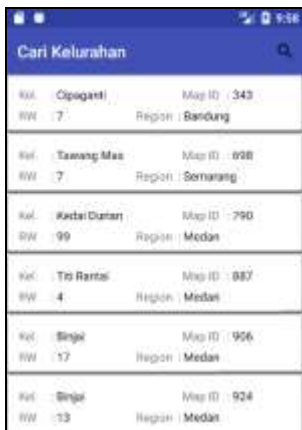 9:56
Cari Kelurahan
Kel. : Cipaganti Map ID : 343
RW : 7 Region : Bandung
Kel. : Tawang Mas Map ID : 698
RW : 7 Region : Semarang
Kel. : Kedai Durian Map ID : 790
RW : 99 Region : Medan
Kel. : Titi Rantai Map ID : 887
RW : 4 Region : Medan
Kel. : Binjai Map ID : 906
RW : 17 Region : Medan
Kel. : Binjai Map ID : 924
RW : 13 Region : Medan